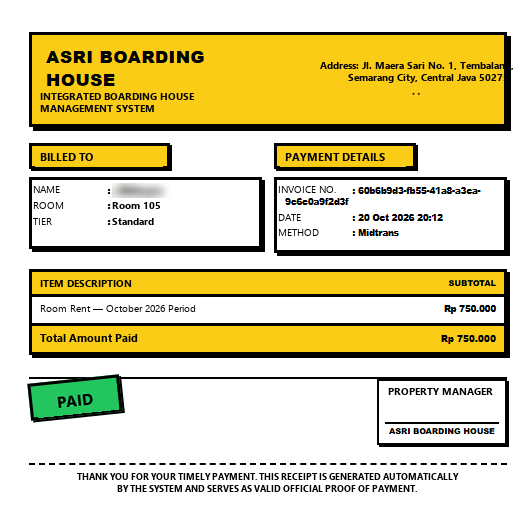 ASRI BOARDING
HOUSE
INTEGRATED BOARDING HOUSE
MANAGEMENT SYSTEM
Address: Jl. Maera Sari No. 1, Tembalan,
Semarang City, Central Java 5027
. .
BILLED TO
NAME :
ROOM : Room 105
TIER : Standard
PAYMENT DETAILS
INVOICE NO. : 60b6b9d3-fb55-41a8-a3ca-
9c6c0a9f2d3f
DATE : 20 Oct 2026 20:12
METHOD : Midtrans
ITEM DESCRIPTION SUBTOTAL
Room Rent — October 2026 Period Rp 750.000
Total Amount Paid Rp 750.000
PAID
PROPERTY MANAGER
ASRI BOARDING HOUSE
THANK YOU FOR YOUR TIMELY PAYMENT. THIS RECEIPT IS GENERATED AUTOMATICALLY
BY THE SYSTEM AND SERVES AS VALID OFFICIAL PROOF OF PAYMENT.